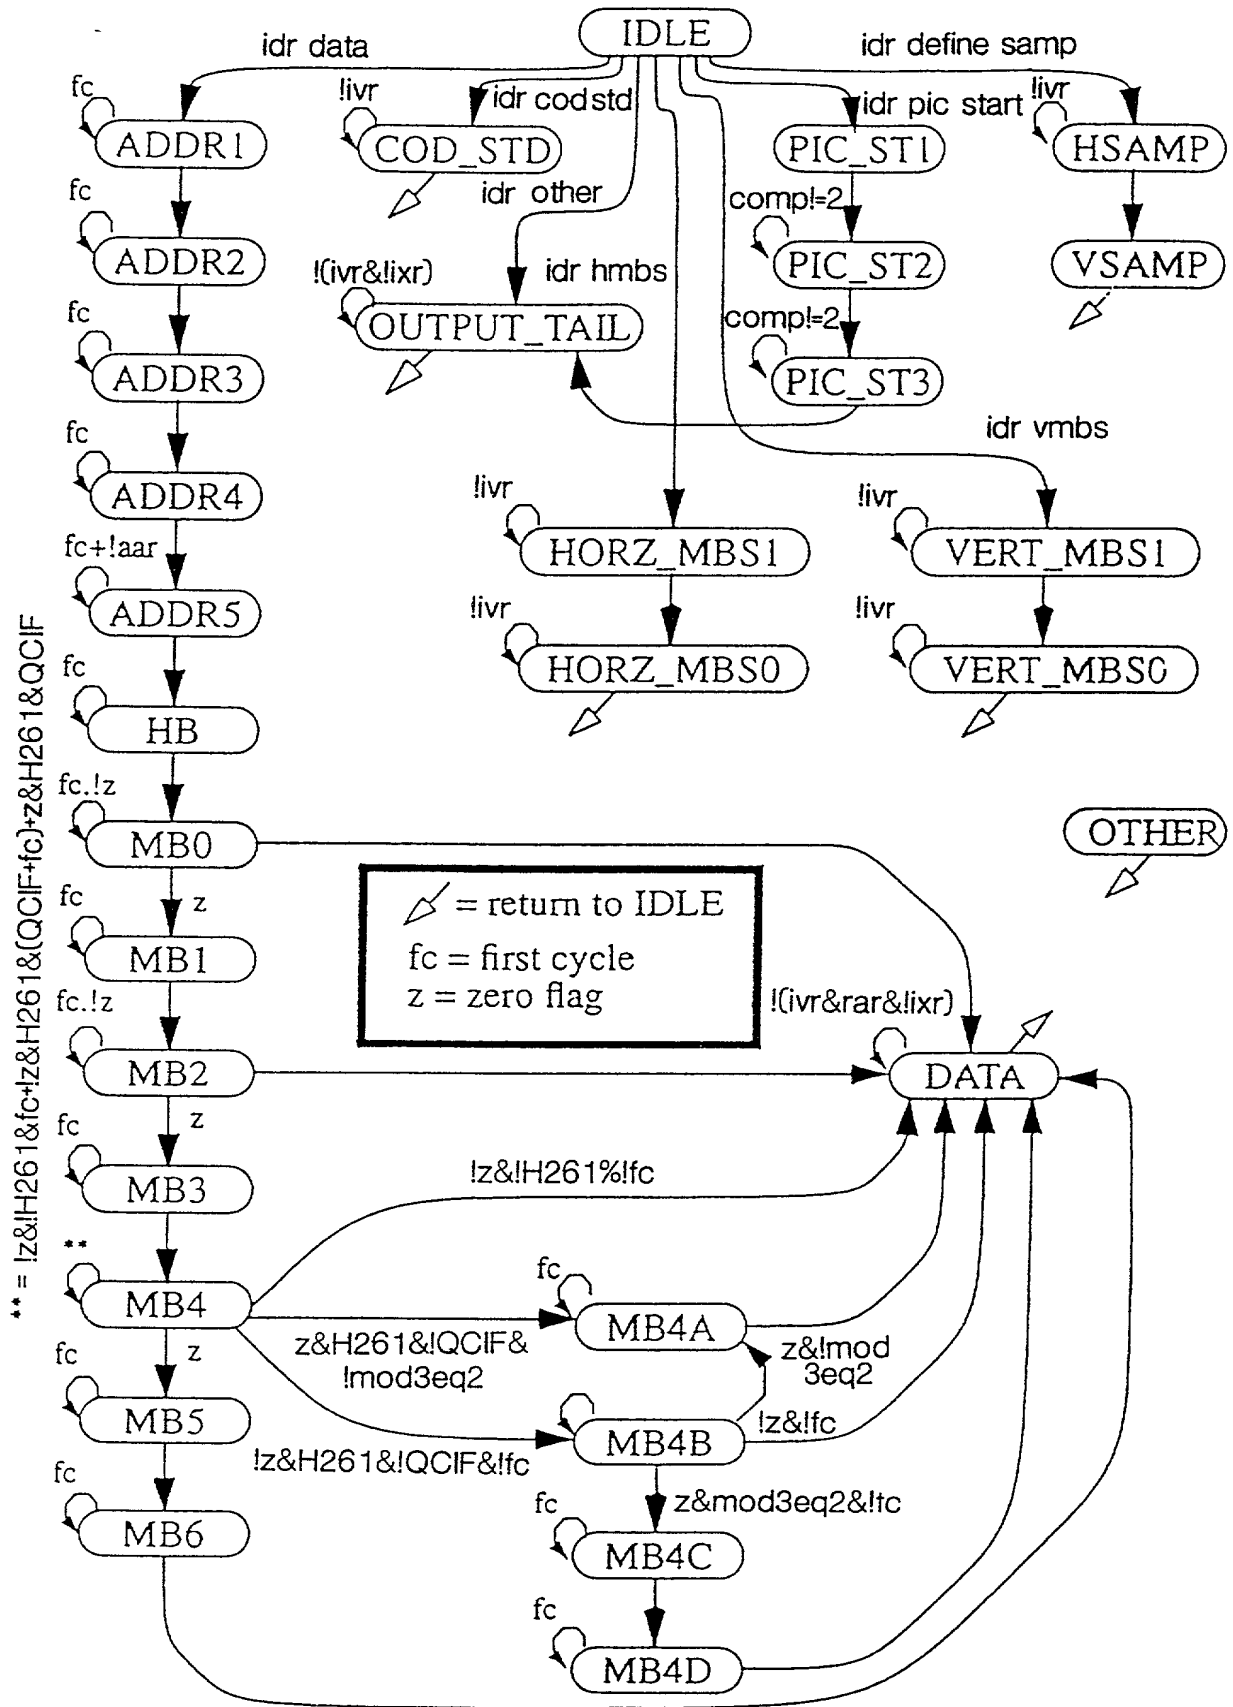 IDLE
idr data
idr define samp
fc
!ivr
idr codstd
idr pic start
!ivr
ADDR1
COD_STD
PIC_ST1
HSAMP
fc
idr other
comp!=2
ADDR2
PIC_ST2
VSAMP
!(ivr&!ixr)
idr hmbs
fc
OUTPUT_TAIL
comp!=2
ADDR3
PIC_ST3
fc
idr vmbs
ADDR4
!ivr
!ivr
fc+!aar
HORZ_MBS1
VERT_MBS1
ADDR5
!ivr
!ivr
fc
HORZ_MBS0
VERT_MBS0
HB
fc.!z
MB0
OTHER
fc
z
MB1
= return to IDLE
fc = first cycle
z = zero flag
fc.!z
!(ivr&rar&!ixr)
MB2
DATA
fc
z
MB3
!z&!H261%!fc
**
MB4
fc
MB4A
z&H261&!QCIF&
!mod3eq2
z&!mod
3eq2
fc
z
MB5
MB4B
!z&!fc
!z&H261&!QCIF&!fc
fc
z&mod3eq2&!fc
MB6
fc
MB4C
fc
MB4D
** = !z&!H261&fc+!z&H261&(QCIF+fc)+z&H261&QCIF